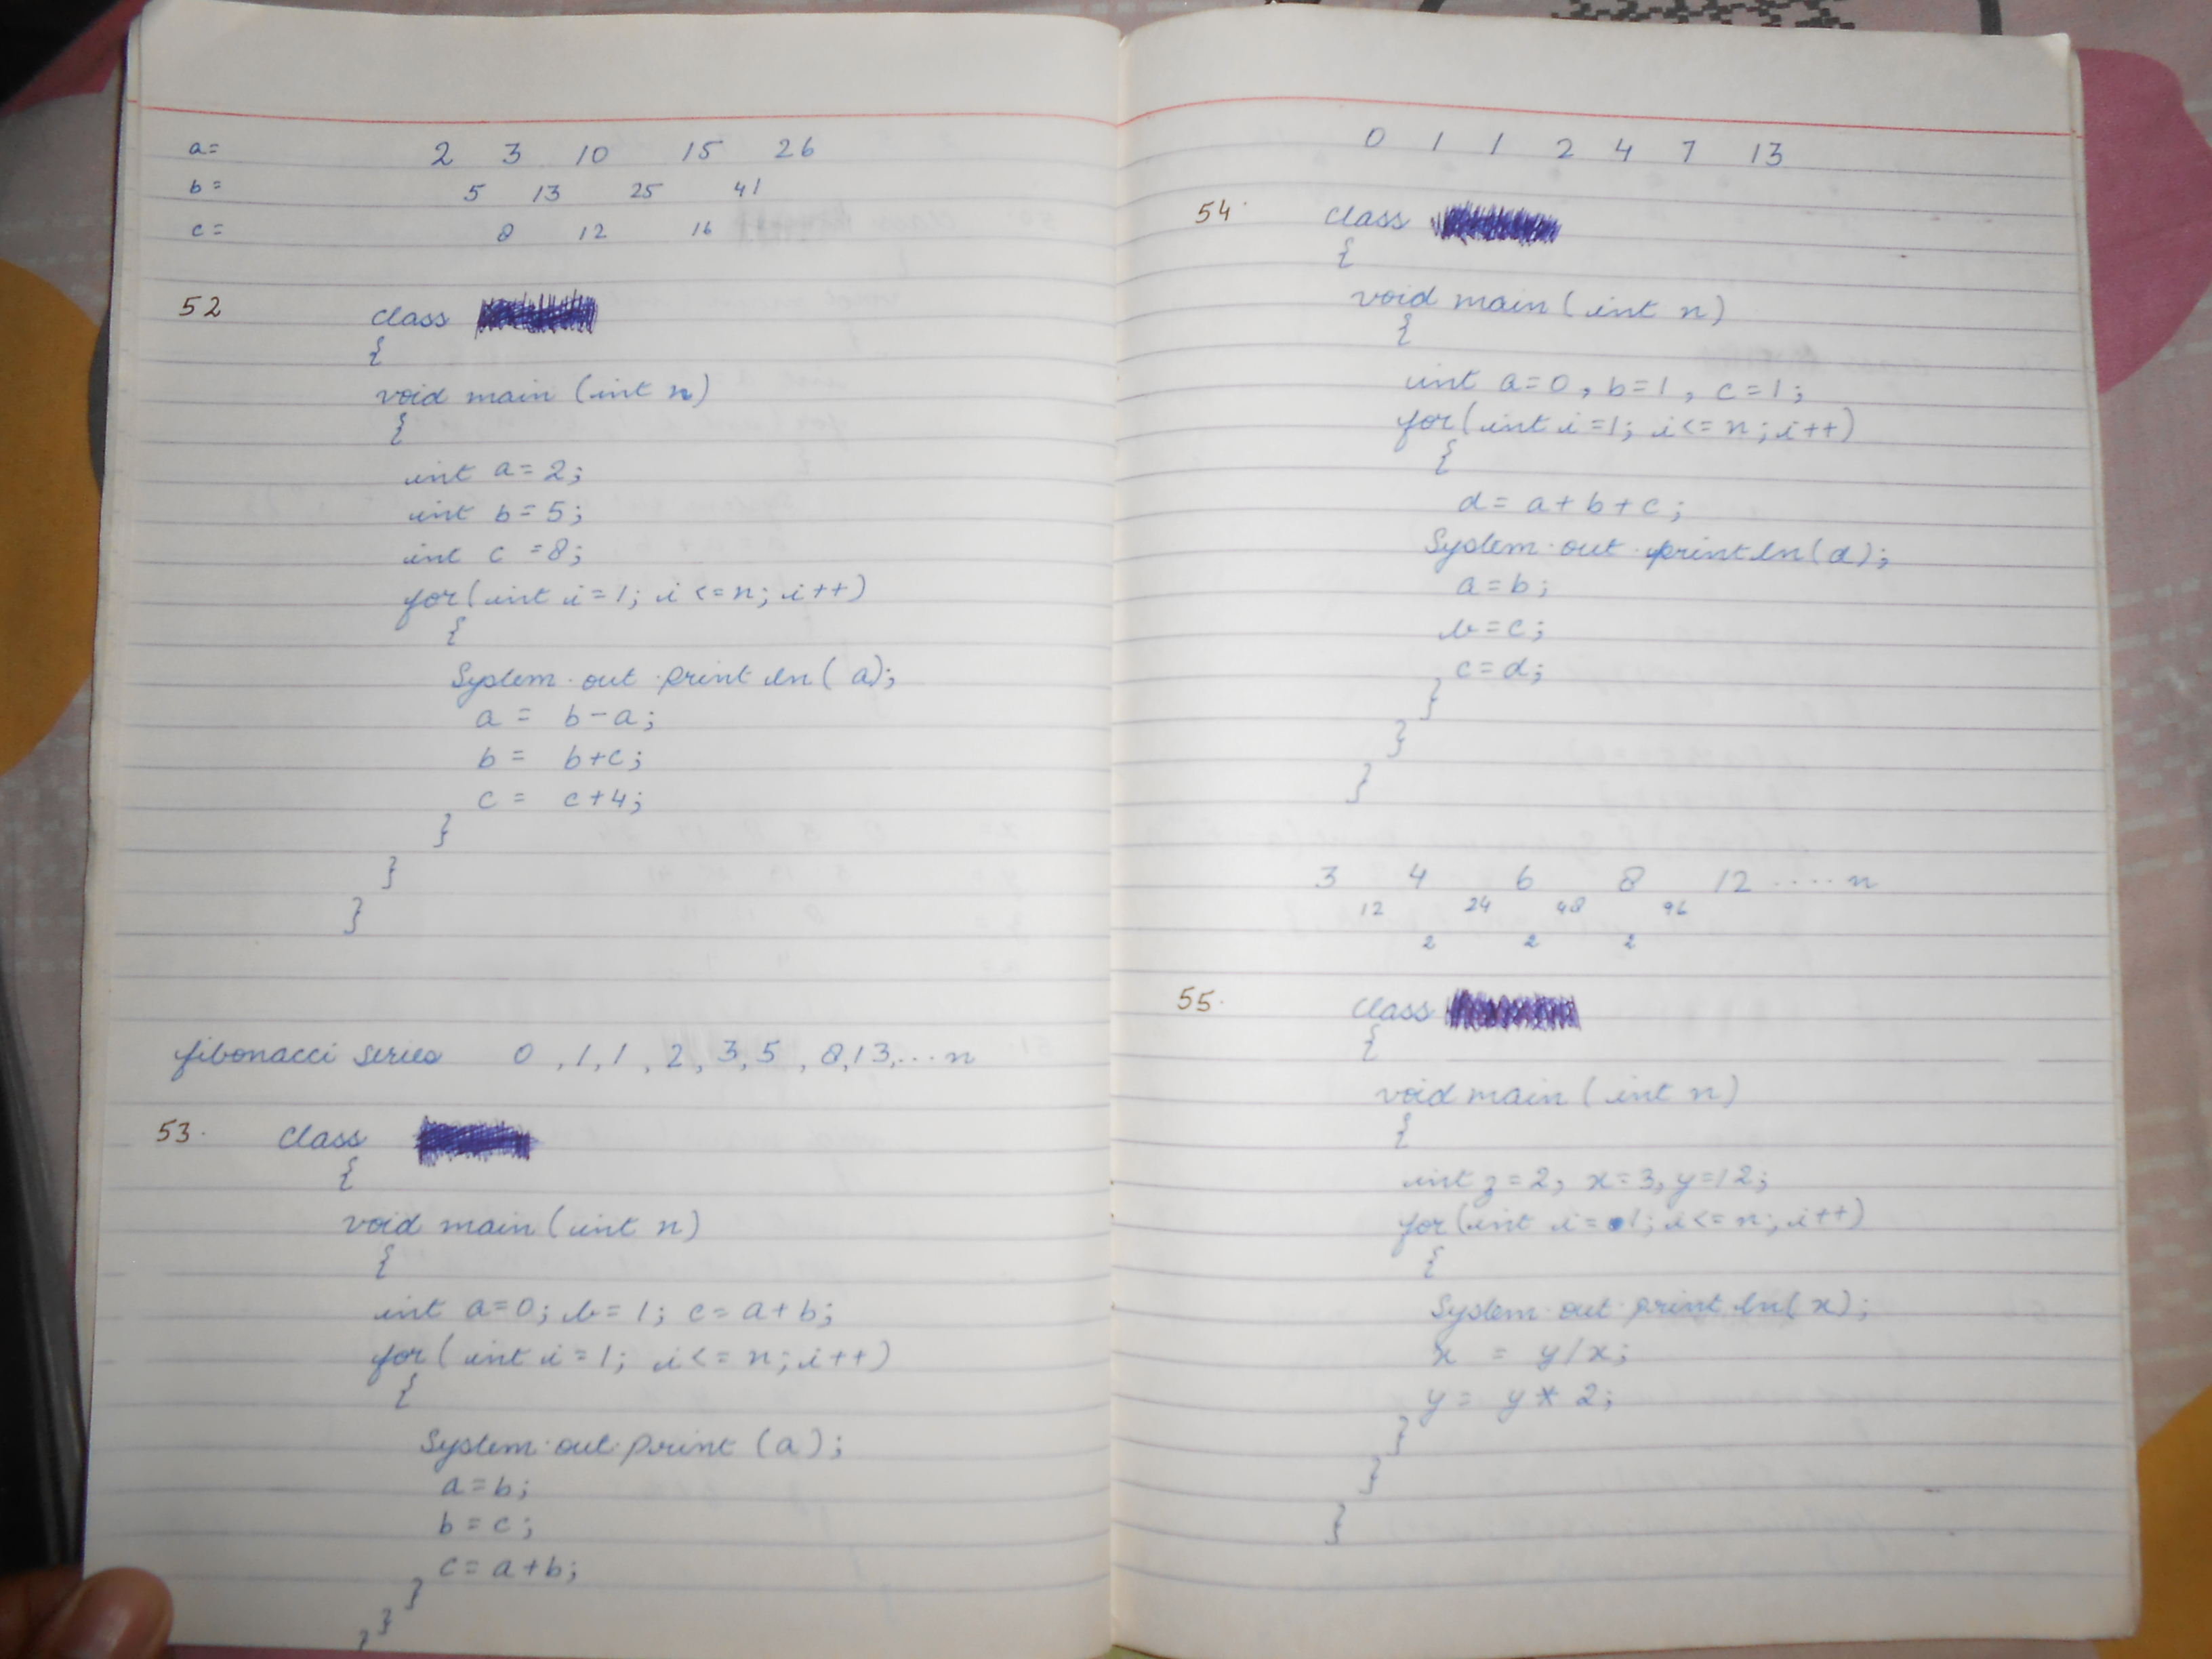 a= 2 3 10 15 26
b= 5 13 25 41
c= 8 12 16
52 class
{
void main (int n)
{
int a=2;
int b=5;
int c =8;
for(int i=1; i<=n; i++)
{
System.out.println(a);
a = b-a;
b = b+c;
c = c+4;
}
}
}
fibonacci series 0 ,1,1 ,2,3,5 ,8,13,...n
53. class
{
void main (int n)
{
int a=0; b=1; c=a+b;
for(int i=1; i<=n;i++)
{
System.out.print (a);
a=b;
b=c;
c=a+b;
}
}
}
0 1 1 2 4 7 13
54. class
{
void main (int n)
{
int a=0, b=1, c=1;
for(int i=1; i<=n;i++)
{
d= a+b+c;
System.out.println(d);
a=b;
b=c;
c=d;
}
}
}
3 4 6 8 12 ....n
12 24 48 96
2 2 2
55. class
{
void main (int n)
{
int z=2, x=3, y=12;
for(int i=1; i<=n; i++)
{
System.out.println(x);
x = y/x;
y = y*2;
}
}
}